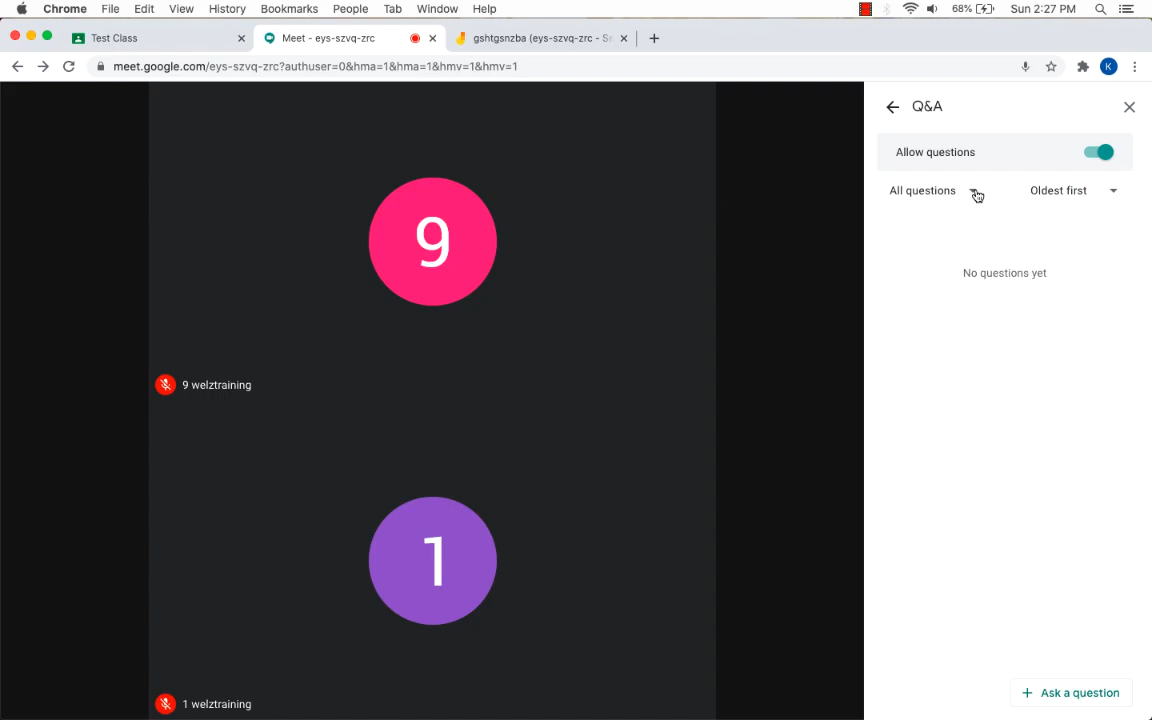 Chrome File Edit View History Bookmarks People Tab Window Help 68% Sun 2:27 PM
Test Class Meet - eys-szvq-zrc gshtgsnzba (eys-szvq-zrc - S
meet.google.com/eys-szvq-zrc?authuser=0&hma=1&hma=1&hmv=1&hmv=1 K
Q&A
Allow questions
All questions Oldest first
9
No questions yet
9 welztraining
1
1 welztraining
+ Ask a question